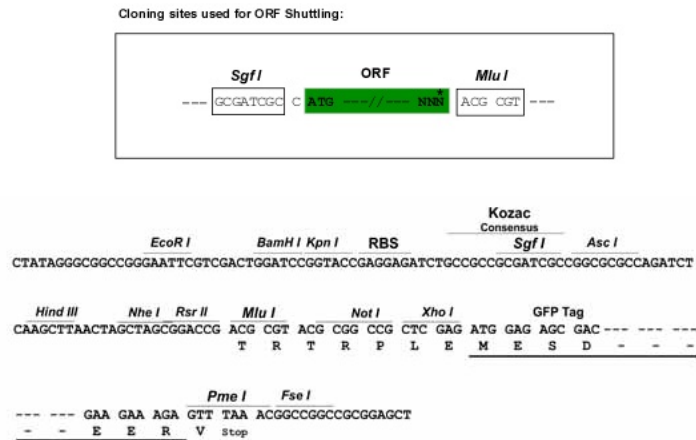 Cloning sites used for ORF Shuttling:
Sgf I ORF Mlu I
--- GCGATCGC C ATG ---//--- NNN* ACG CGT ---
Kozac
Consensus
EcoR I BamH I Kpn I RBS Sgf I Asc I
CTATAGGGCGGCCGGGAATTCGTCGACTGGATCCGGTACCGAGGAGATCTGCCGCCGCGATCGCCGGCGCGCCAGATCT
Hind III Nhe I Rsr II Mlu I Not I Xho I GFP Tag
CAAGCTTAACTAGCTAGCGGACCG ACG CGT ACG CGG CCG CTC GAG ATG GAG AGC GAC--- --- ---
T R T R P L E M E S D - - -
Pme I Fse I
--- --- GAA GAA AGA GTT TAA ACGGCCGGCCGCGGAGCT
- - E E R V Stop